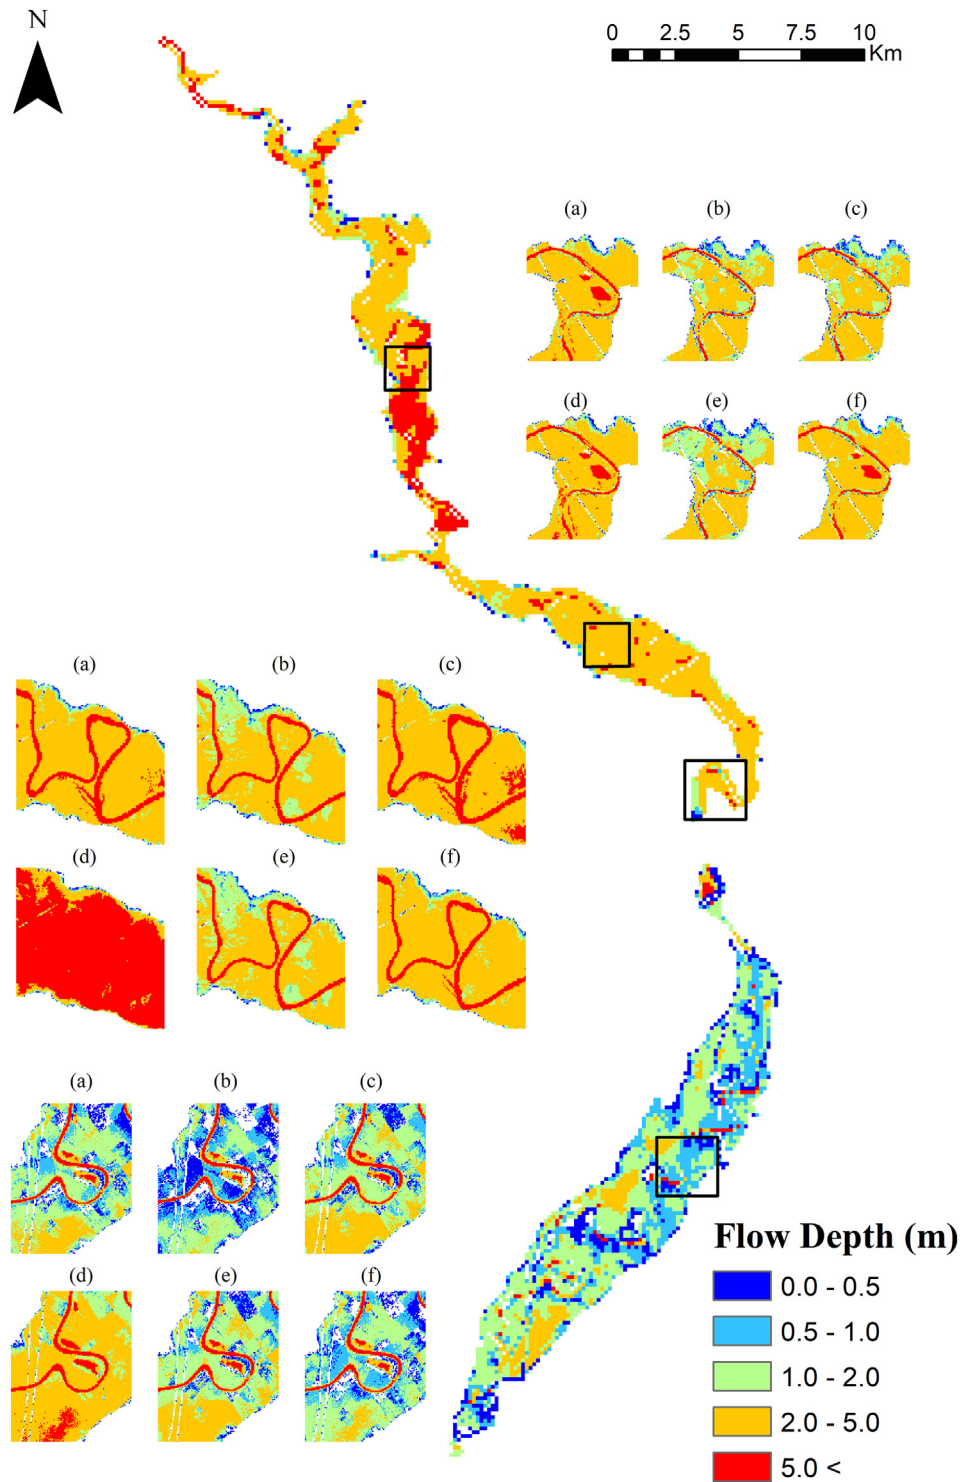 N
0 2.5 5 7.5 10
Km
(a) (b) (c)
(d) (e) (f)
(a) (b) (c)
(d) (e) (f)
(a) (b) (c)
(d) (e) (f)
Flow Depth (m)
0.0 - 0.5
0.5 - 1.0
1.0 - 2.0
2.0 - 5.0
5.0 <